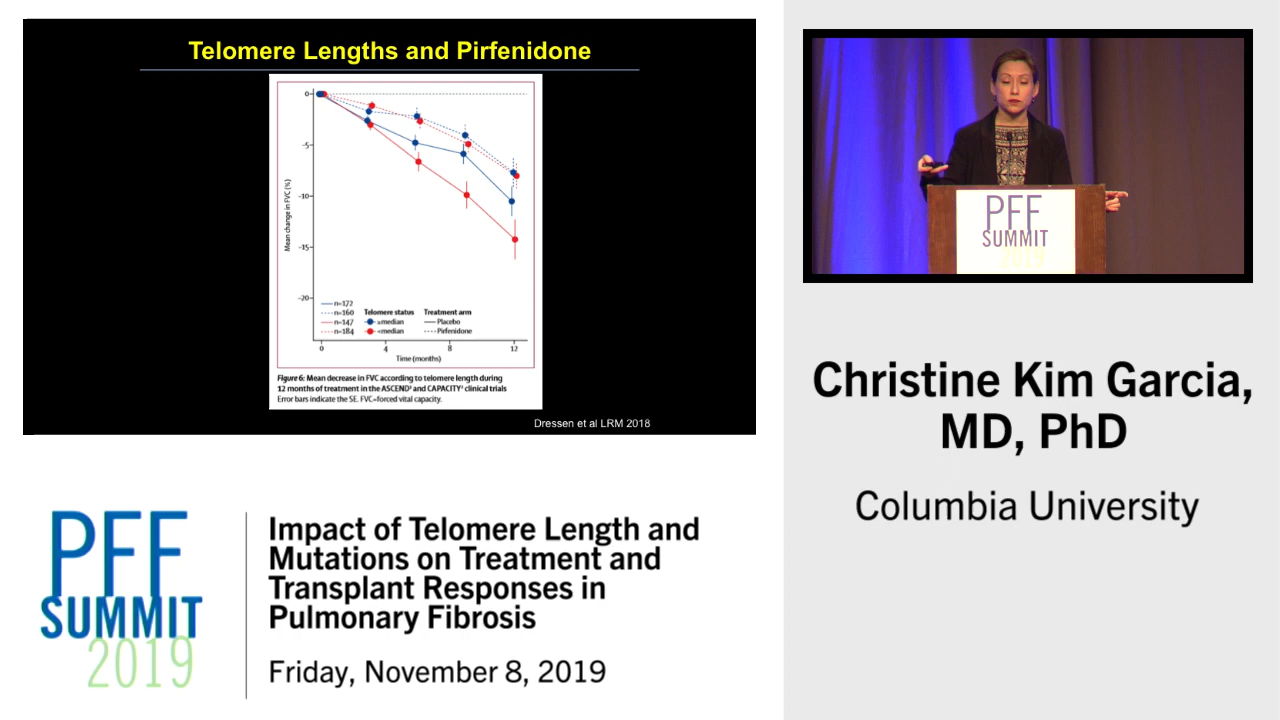 Telomere Lengths and Pirfenidone
0
-5
-10
-15
-20
Mean change in FVC (%)
n=172
n=160
n=147
n=184
Telomere status
≥median
<median
Treatment arm
Placebo
Pirfenidone
0 4 8 12
Time (months)
Figure 6: Mean decrease in FVC according to telomere length during
12 months of treatment in the ASCEND³ and CAPACITY⁴ clinical trials
Error bars indicate the SE. FVC=forced vital capacity.
Dressen et al LRM 2018
PFF
SUMMIT
2019
Christine Kim Garcia,
MD, PhD
Columbia University
PFF
SUMMIT
2019
Impact of Telomere Length and
Mutations on Treatment and
Transplant Responses in
Pulmonary Fibrosis
Friday, November 8, 2019